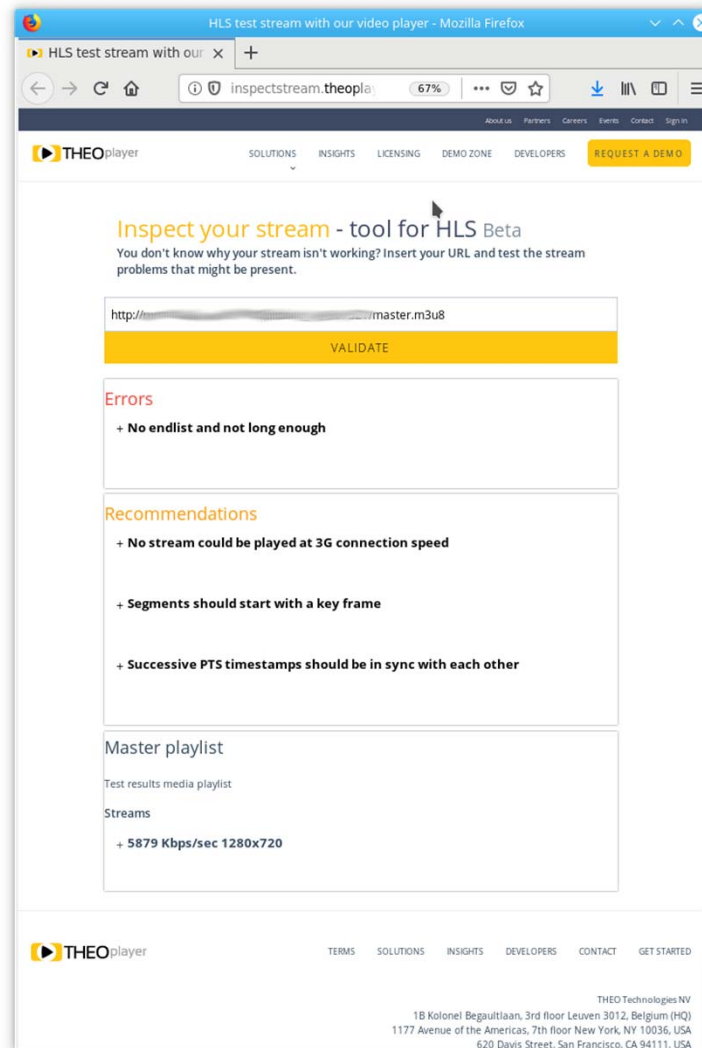 HLS test stream with our video player - Mozilla Firefox
HLS test stream with our
inspectstream.theopla
67%
About us Partners Careers Events Contact Sign in
THEOplayer
SOLUTIONS INSIGHTS LICENSING DEMO ZONE DEVELOPERS REQUEST A DEMO
Inspect your stream - tool for HLS Beta
You don't know why your stream isn't working? Insert your URL and test the stream
problems that might be present.
http:// /master.m3u8
VALIDATE
Errors
+ No endlist and not long enough
Recommendations
+ No stream could be played at 3G connection speed
+ Segments should start with a key frame
+ Successive PTS timestamps should be in sync with each other
Master playlist
Test results media playlist
Streams
+ 5879 Kbps/sec 1280x720
THEOplayer
TERMS SOLUTIONS INSIGHTS DEVELOPERS CONTACT GET STARTED
THEO Technologies NV
1B Kolonel Begaultlaan, 3rd floor Leuven 3012, Belgium (HQ)
1177 Avenue of the Americas, 7th floor New York, NY 10036, USA
620 Davis Street, San Francisco, CA 94111, USA